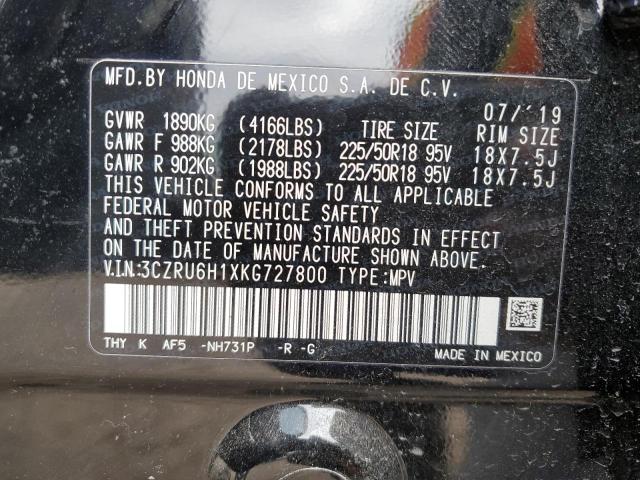 MFD.BY HONDA DE MEXICO S.A. DE C.V.
07/'19
GVWR 1890KG (4166LBS) TIRE SIZE RIM SIZE
GAWR F 988KG (2178LBS) 225/50R18 95V 18X7.5J
GAWR R 902KG (1988LBS) 225/50R18 95V 18X7.5J
THIS VEHICLE CONFORMS TO ALL APPLICABLE
FEDERAL MOTOR VEHICLE SAFETY
AND THEFT PREVENTION STANDARDS IN EFFECT
ON THE DATE OF MANUFACTURE SHOWN ABOVE.
V.I.N:3CZRU6H1XKG727800 TYPE:MPV
THY K AF5 -NH731P -R -G MADE IN MEXICO